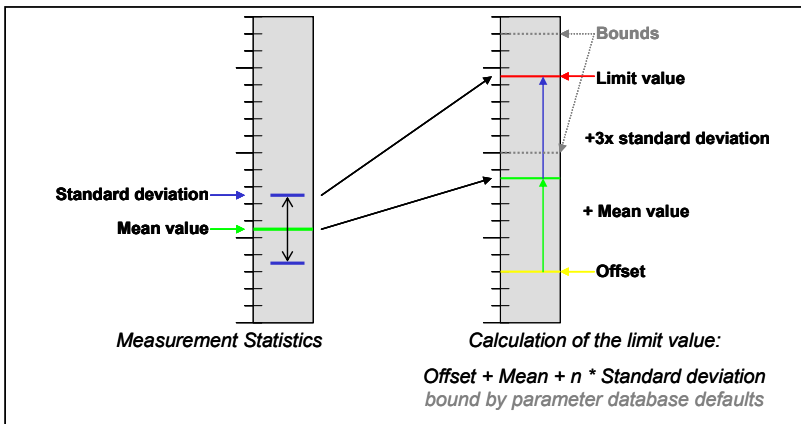 Bounds
Limit value
+3x standard deviation
Standard deviation
Mean value
+ Mean value
Offset
Measurement Statistics
Calculation of the limit value:
Offset + Mean + n * Standard deviation
bound by parameter database defaults